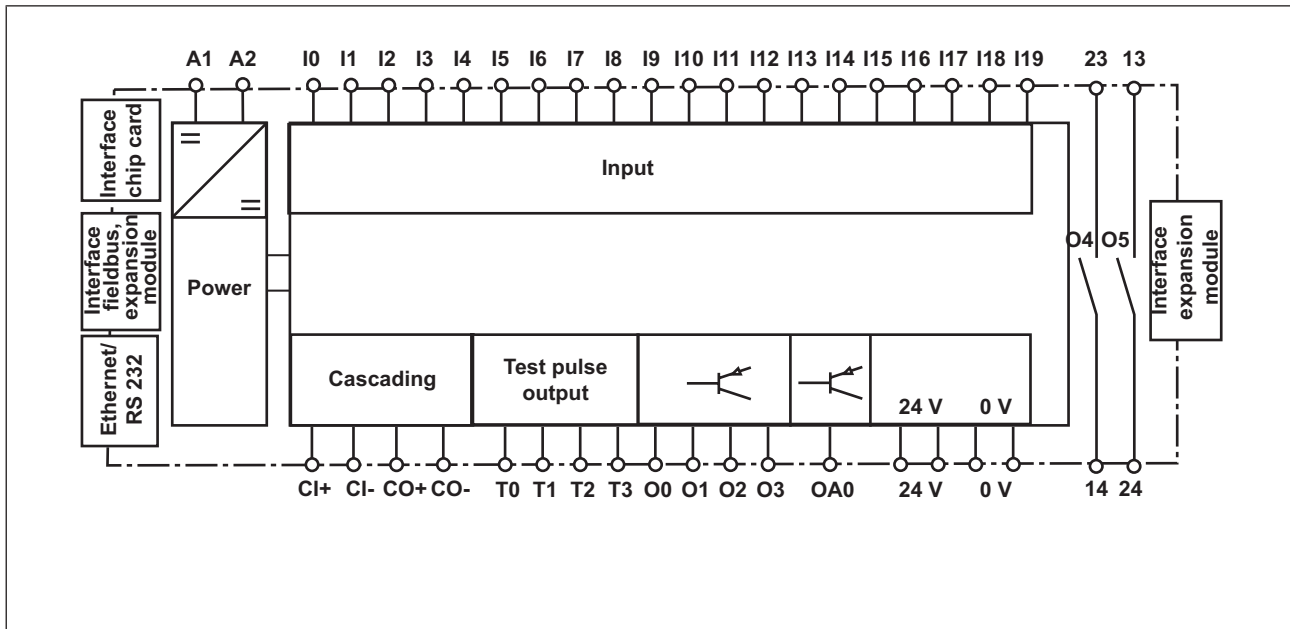 A1 A2 I0 I1 I2 I3 I4 I5 I6 I7 I8 I9 I10 I11 I12 I13 I14 I15 I16 I17 I18 I19 23 13
Interface
chip card
Input
Interface
fieldbus,
expansion
module
Power
O4 O5
Interface
expansion
module
Ethernet/
RS 232
Cascading
Test pulse
output
24 V 0 V
CI+ CI- CO+ CO- T0 T1 T2 T3 O0 O1 O2 O3 OA0 24 V 0 V 14 24